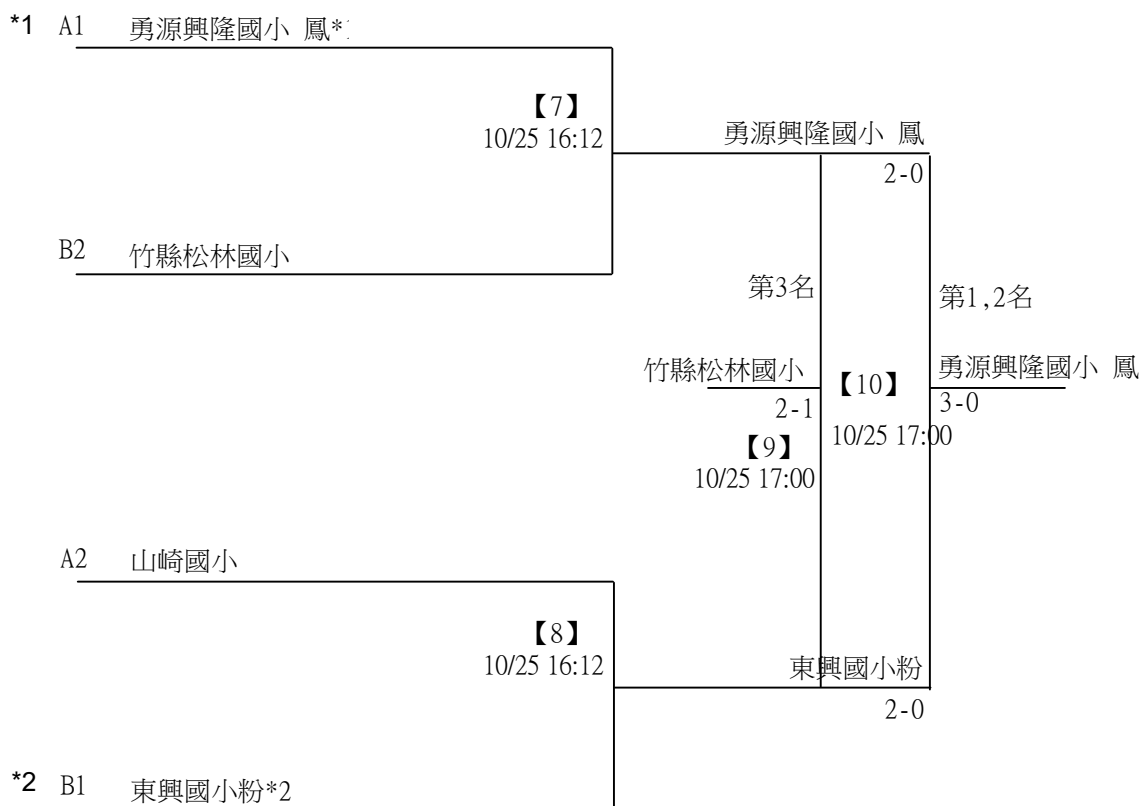 *1 A1 勇源興隆國小 鳳*
【7】
10/25 16:12
勇源興隆國小 鳳
2-0
B2 竹縣松林國小
第3名
第1,2名
竹縣松林國小
2-1
【9】
10/25 17:00
【10】
10/25 17:00
勇源興隆國小 鳳
3-0
A2 山崎國小
【8】
10/25 16:12
東興國小粉
2-0
*2 B1 東興國小粉*2